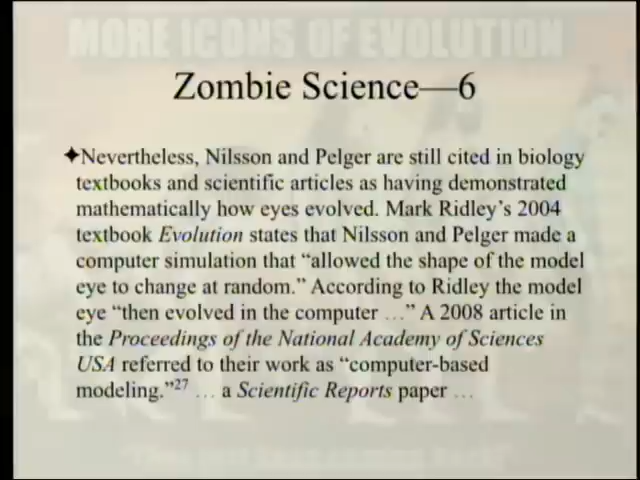 MORE ICONS OF EVOLUTION
Zombie Science—6
✦Nevertheless, Nilsson and Pelger are still cited in biology
textbooks and scientific articles as having demonstrated
mathematically how eyes evolved. Mark Ridley's 2004
textbook Evolution states that Nilsson and Pelger made a
computer simulation that “allowed the shape of the model
eye to change at random.” According to Ridley the model
eye “then evolved in the computer …” A 2008 article in
the Proceedings of the National Academy of Sciences
USA referred to their work as “computer-based
modeling.”27 … a Scientific Reports paper …